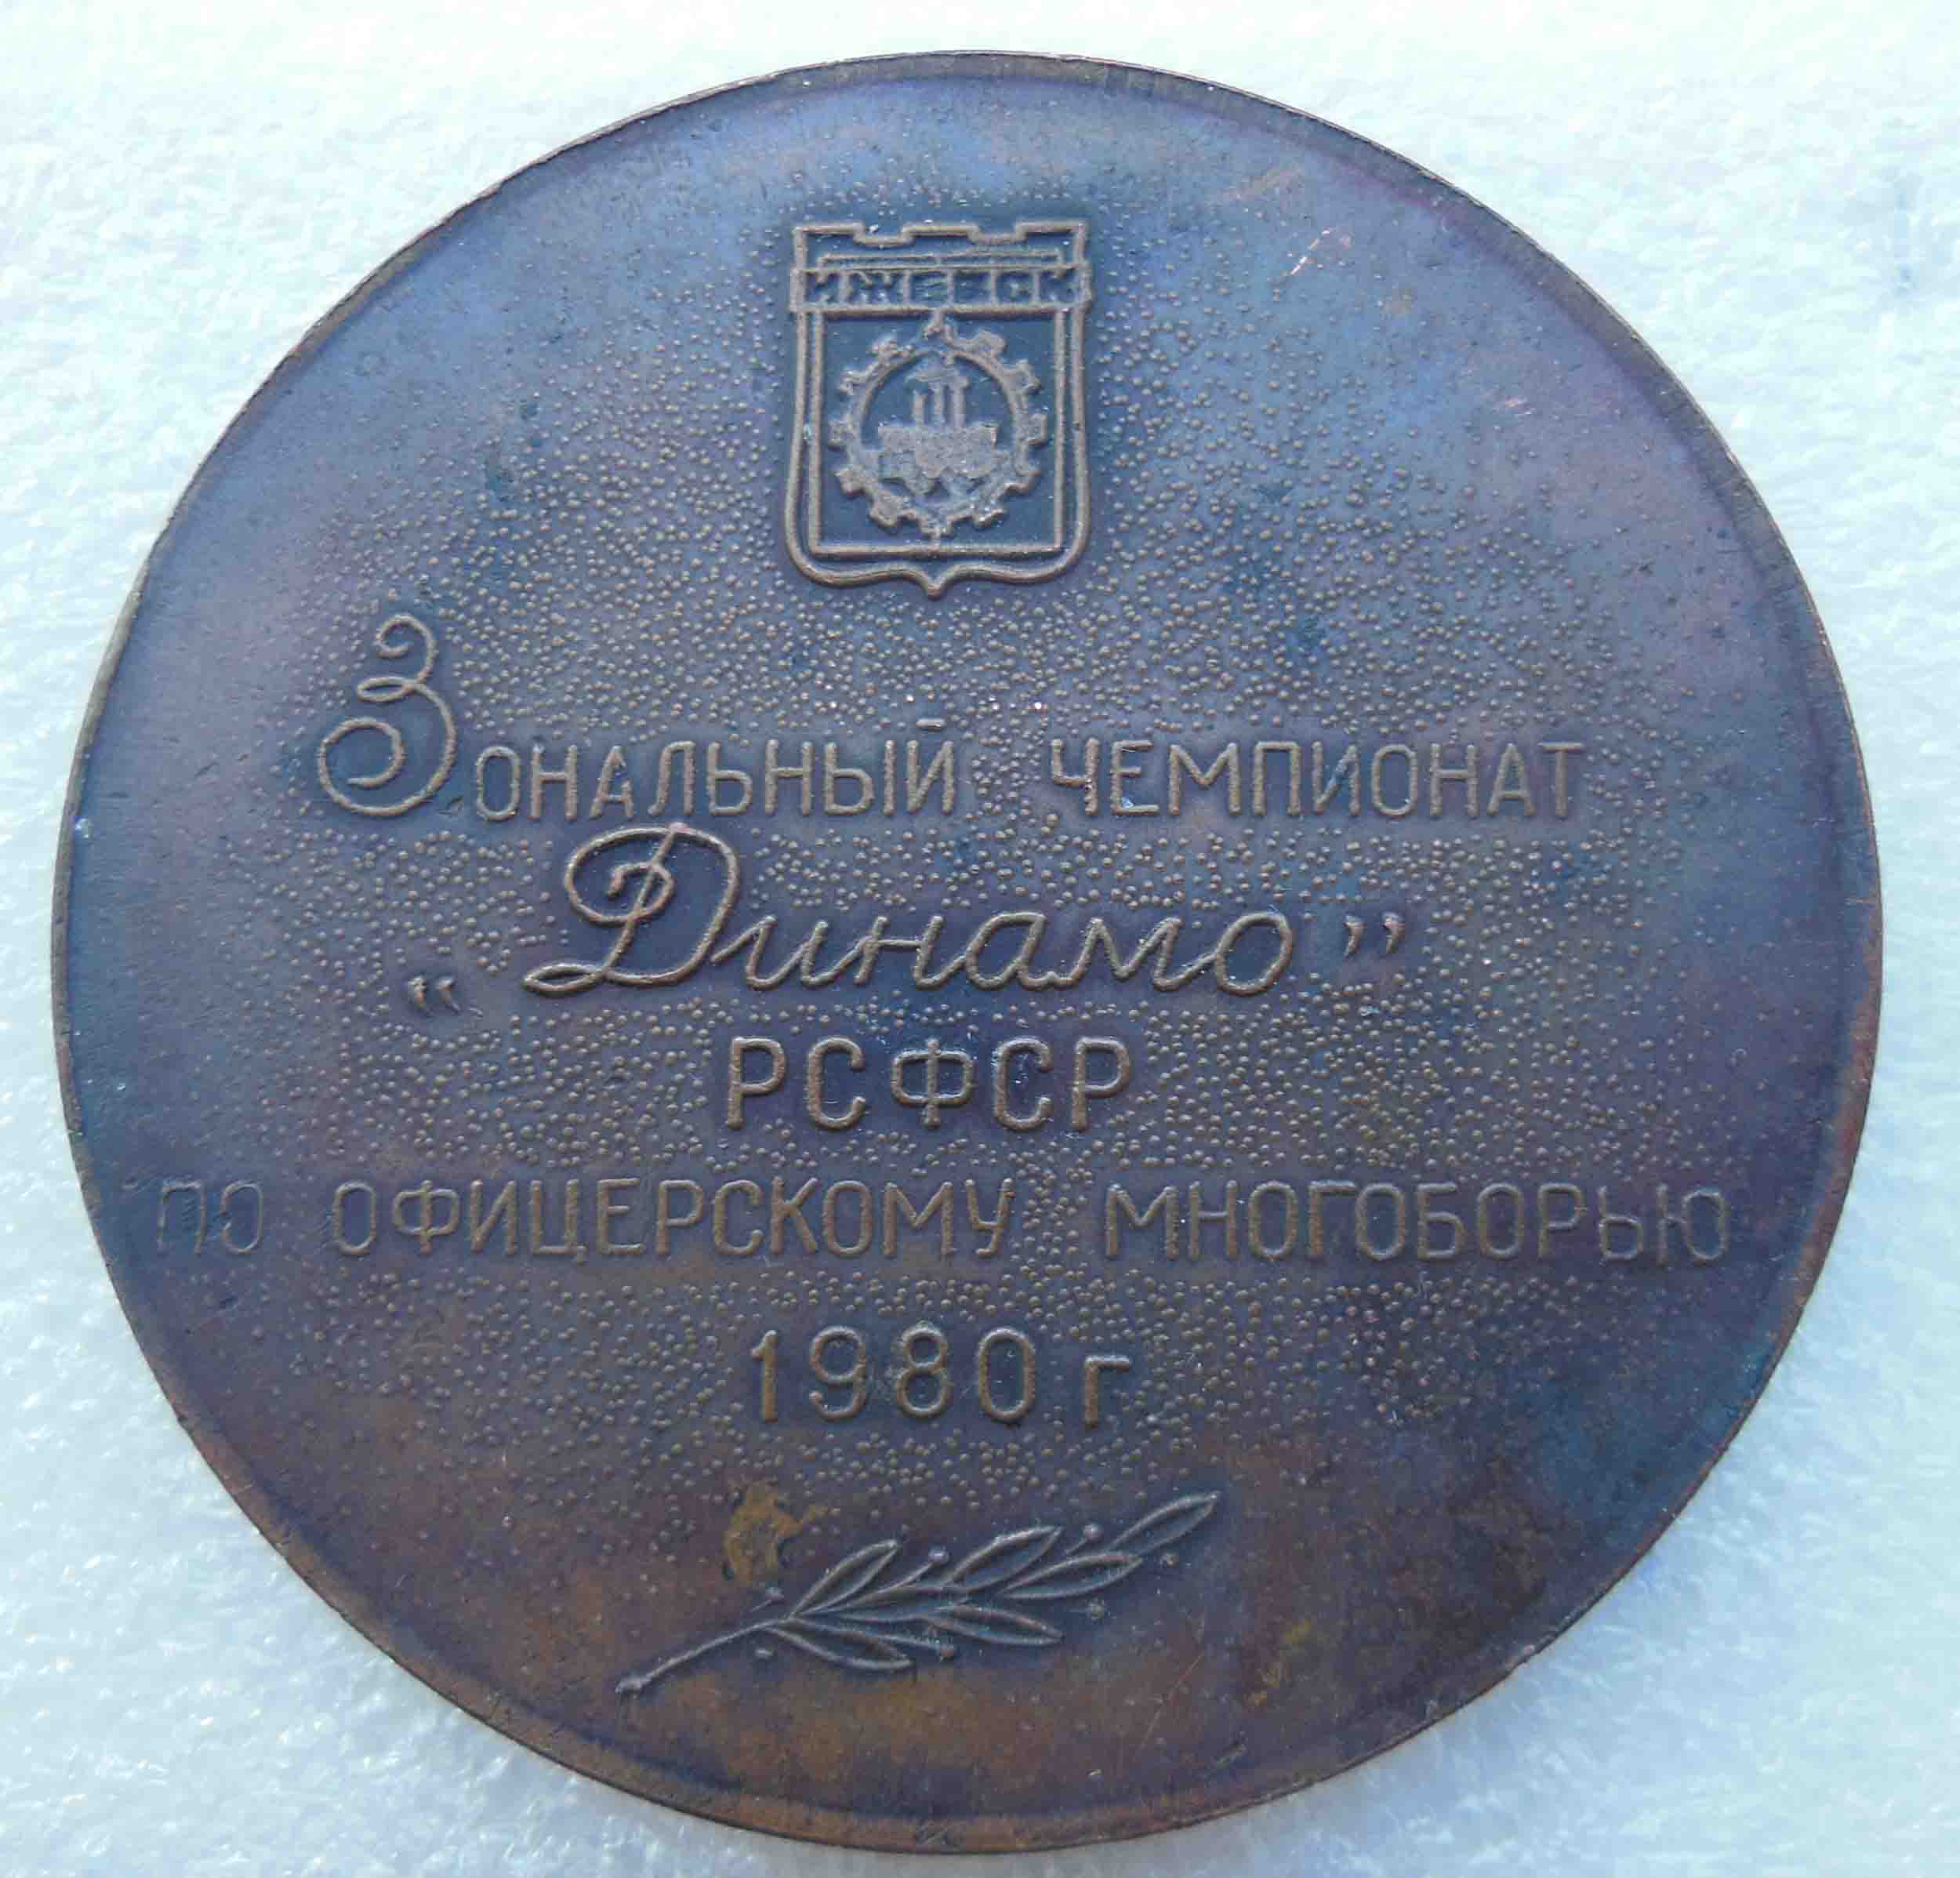 ИЖЕВСК
Зональный чемпионат
„Динамо”
РСФСР
по офицерскому многоборью
1980 г